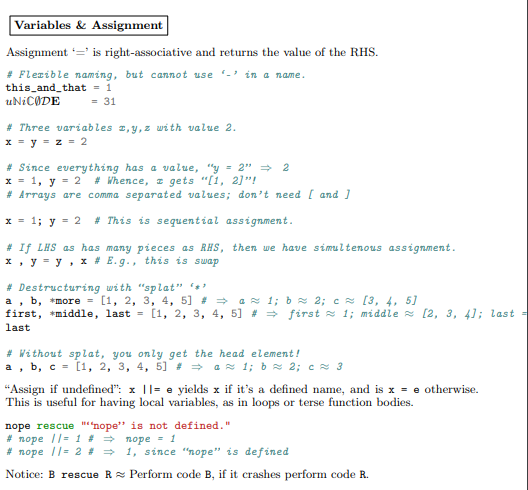 Variables & Assignment
Assignment ‘=’ is right-associative and returns the value of the RHS.
# Flexible naming, but cannot use ‘-’ in a name.
this_and_that = 1
uNiC∅DE = 31
# Three variables x,y,z with value 2.
x = y = z = 2
# Since everything has a value, “y = 2” ⇒ 2
x = 1, y = 2 # Whence, x gets “[1, 2]”!
# Arrays are comma separated values; don’t need [ and ]
x = 1; y = 2 # This is sequential assignment.
# If LHS as has many pieces as RHS, then we have simultenous assignment.
x , y = y , x # E.g., this is swap
# Destructuring with “splat” ‘*’
a , b, *more = [1, 2, 3, 4, 5] # ⇒ a ≈ 1; b ≈ 2; c ≈ [3, 4, 5]
first, *middle, last = [1, 2, 3, 4, 5] # ⇒ first ≈ 1; middle ≈ [2, 3, 4]; last =
last
# Without splat, you only get the head element!
a , b, c = [1, 2, 3, 4, 5] # ⇒ a ≈ 1; b ≈ 2; c ≈ 3
“Assign if undefined”: x ||= e yields x if it’s a defined name, and is x = e otherwise.
This is useful for having local variables, as in loops or terse function bodies.
nope rescue "“nope” is not defined."
# nope ||= 1 # ⇒ nope = 1
# nope ||= 2 # ⇒ 1, since “nope” is defined
Notice: B rescue R ≈ Perform code B, if it crashes perform code R.